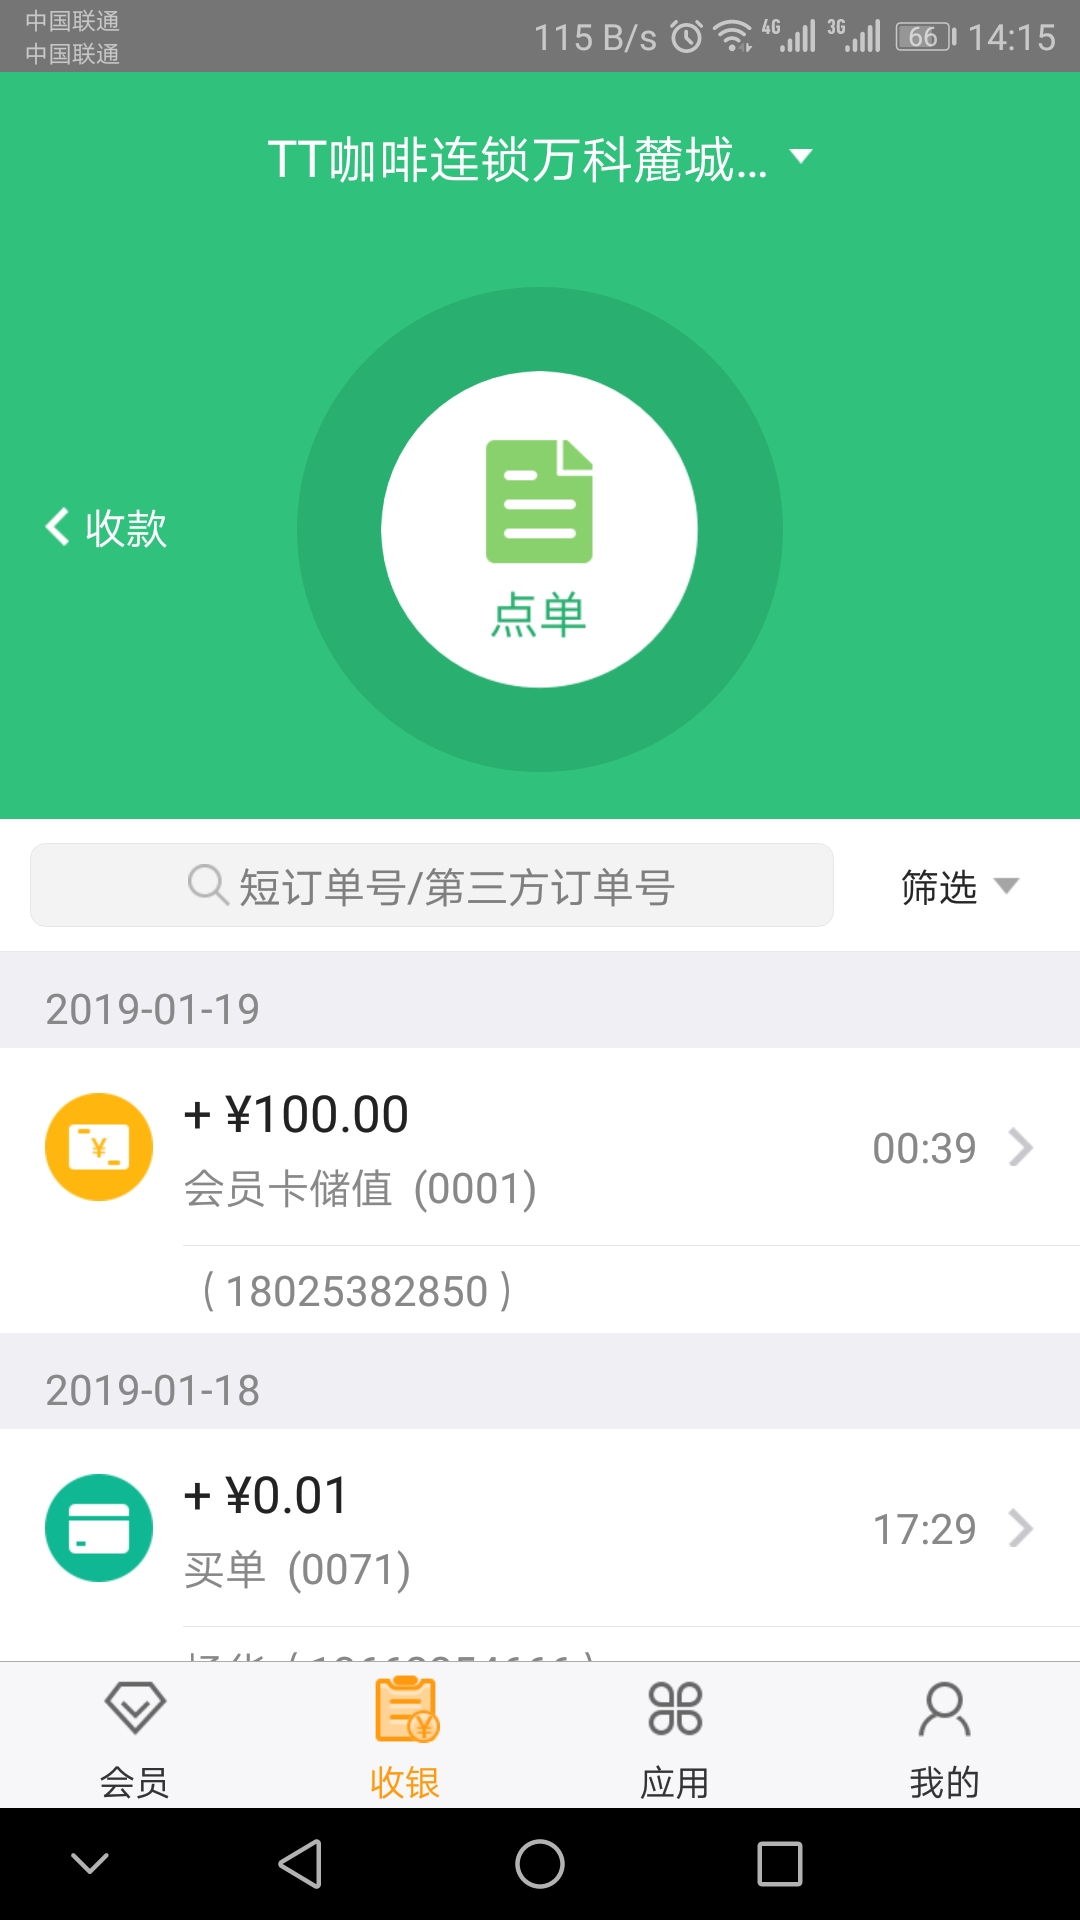 中国联通
中国联通
115 B/s 4G 3G 66 14:15
TT咖啡连锁万科麓城...
收款
点单
短订单号/第三方订单号
筛选
2019-01-19
+ ¥100.00
00:39
会员卡储值 (0001)
（18025382850）
2019-01-18
+ ¥0.01
17:29
买单 (0071)
会员
收银
应用
我的